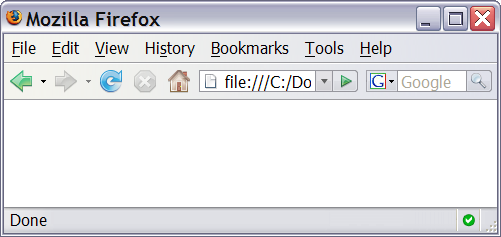 Mozilla Firefox
File Edit View History Bookmarks Tools Help
file:///C:/Do G Google
Done